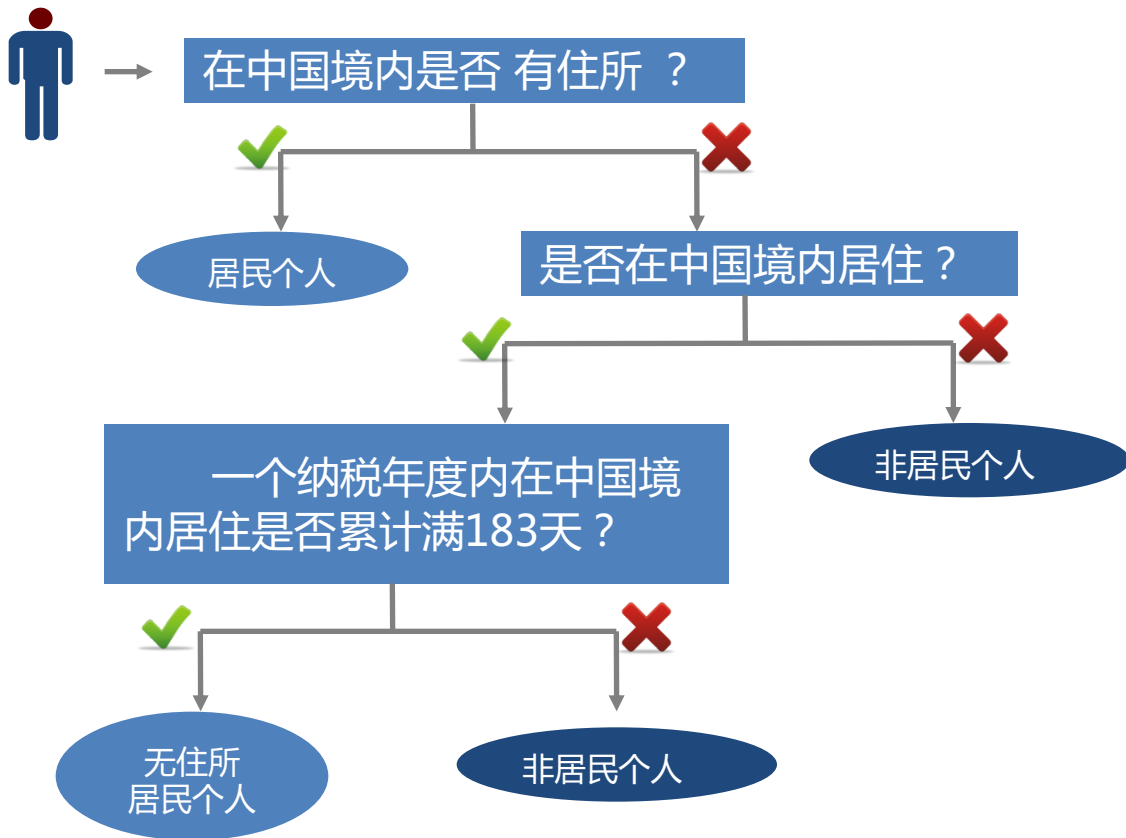 在中国境内是否 有住所 ？
居民个人
是否在中国境内居住？
非居民个人
一个纳税年度内在中国境
内居住是否累计满183天？
无住所
居民个人
非居民个人